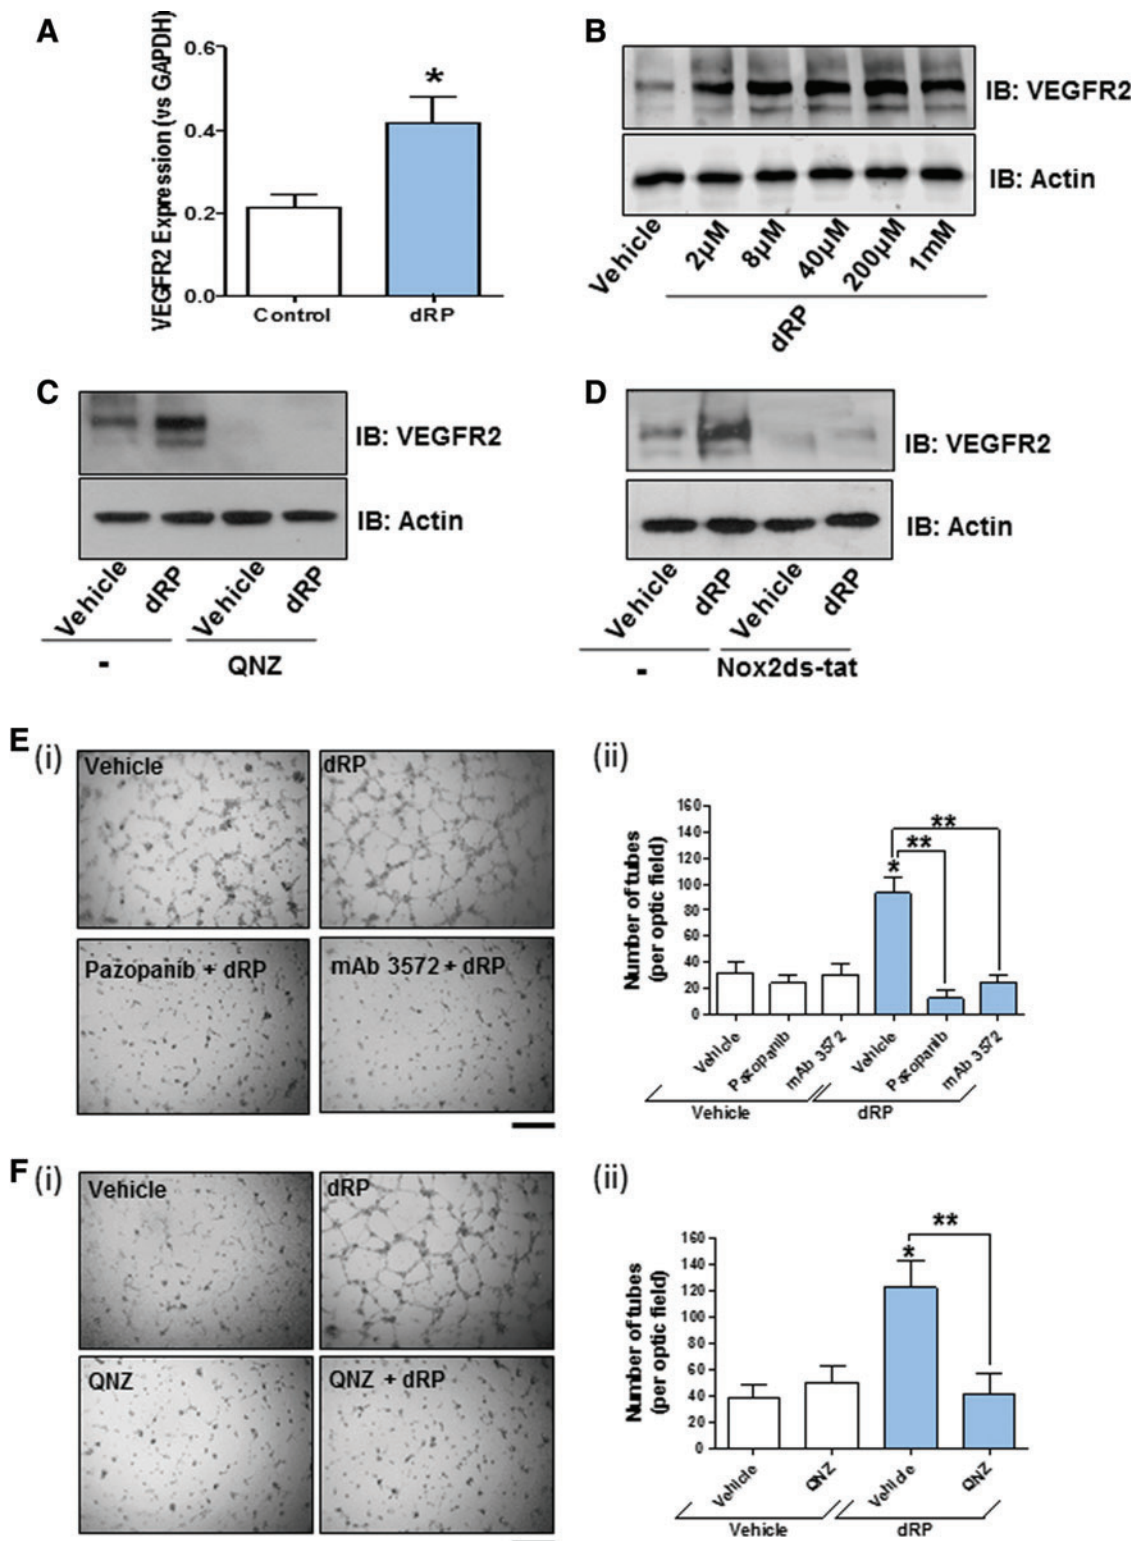 A
VEGFR2 Expression (vs GAPDH)
0.6
0.4
0.2
0.0
*
Control
dRP
B
IB: VEGFR2
IB: Actin
Vehicle
2µM
8µM
40µM
200µM
1mM
dRP
C
IB: VEGFR2
IB: Actin
Vehicle
dRP
Vehicle
dRP
-
QNZ
D
IB: VEGFR2
IB: Actin
Vehicle
dRP
Vehicle
dRP
-
Nox2ds-tat
E
(i)
Vehicle
dRP
Pazopanib + dRP
mAb 3572 + dRP
(ii)
Number of tubes
(per optic field)
160
140
120
100
80
60
40
20
0
*
**
**
Vehicle
Pazopanib
mAb 3572
Vehicle
Pazopanib
mAb 3572
Vehicle
dRP
F
(i)
Vehicle
dRP
QNZ
QNZ + dRP
(ii)
Number of tubes
(per optic field)
160
140
120
100
80
60
40
20
0
*
**
Vehicle
QNZ
Vehicle
QNZ
Vehicle
dRP